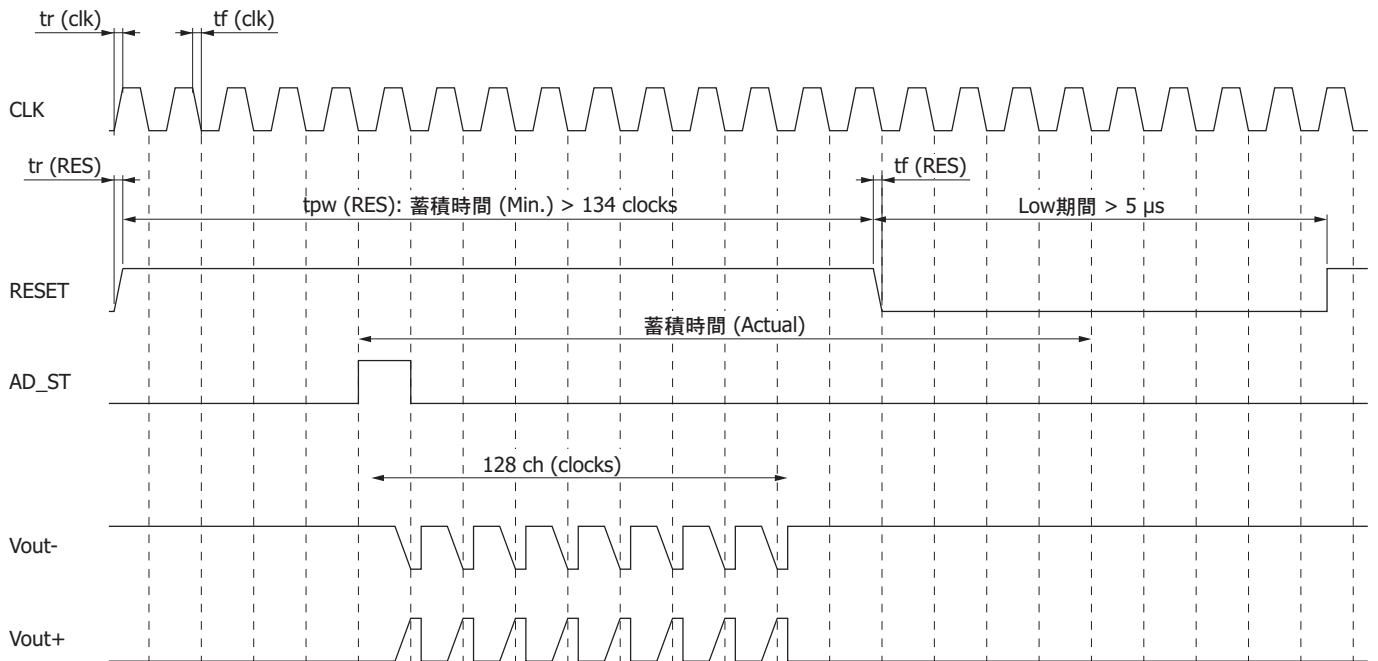 tr (clk)
tf (clk)
CLK
tr (RES)
tf (RES)
tpw (RES): 蓄積時間 (Min.) > 134 clocks
Low期間 > 5 µs
RESET
蓄積時間 (Actual)
AD_ST
128 ch (clocks)
Vout-
Vout+